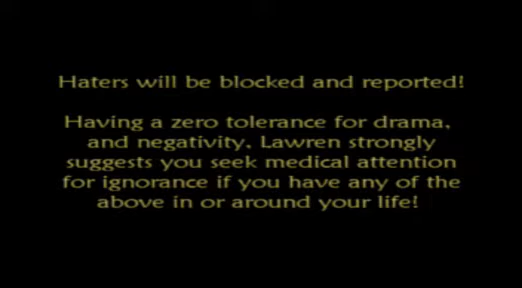 Haters will be blocked and reported!
Having a zero tolerance for drama,
and negativity, Lawren strongly
suggests you seek medical attention
for ignorance if you have any of the
above in or around your life!